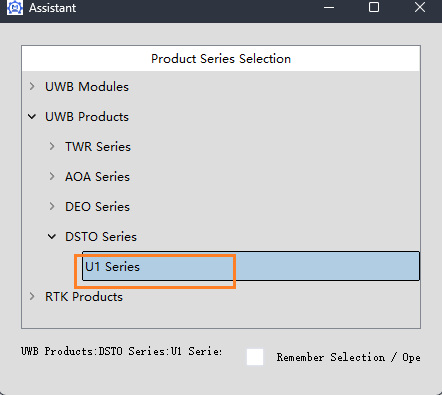 Assistant
Product Series Selection
UWB Modules
UWB Products
TWR Series
AOA Series
DEO Series
DSTO Series
U1 Series
RTK Products
UWB Products:DSTO Series:U1 Series
Remember Selection / Ope